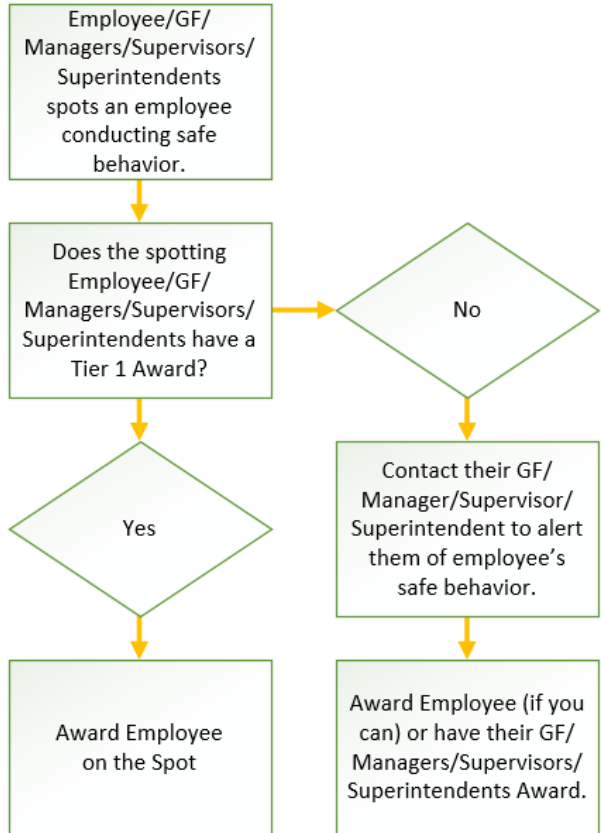 Employee/GF/
Managers/Supervisors/
Superintendents
spots an employee
conducting safe
behavior.
Does the spotting
Employee/GF/
Managers/Supervisors/
Superintendents have a
Tier 1 Award?
No
Yes
Contact their GF/
Manager/Supervisor/
Superintendent to alert
them of employee’s
safe behavior.
Award Employee
on the Spot
Award Employee (if you
can) or have their GF/
Managers/Supervisors/
Superintendents Award.